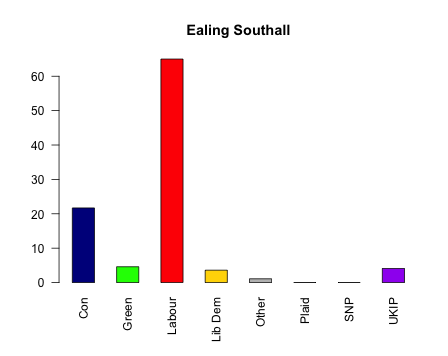 Ealing Southall
60
50
40
30
20
10
0
Con
Green
Labour
Lib Dem
Other
Plaid
SNP
UKIP